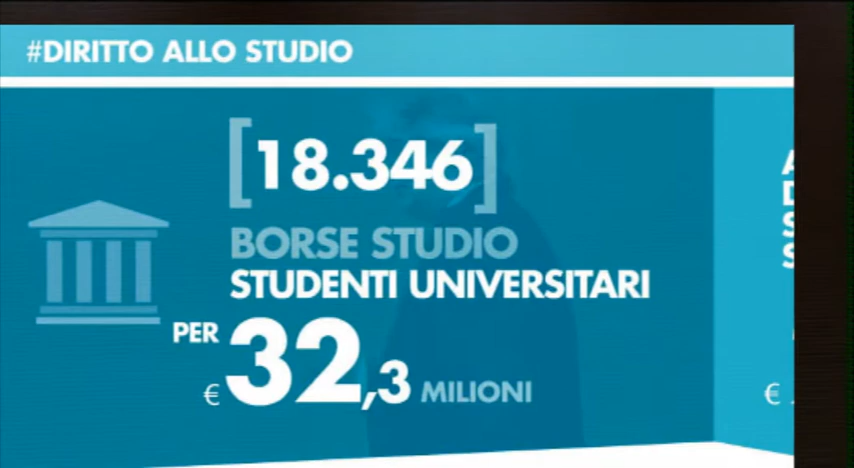 #DIRITTO ALLO STUDIO
[18.346]
BORSE STUDIO
STUDENTI UNIVERSITARI
PER
€32,3 MILIONI
€